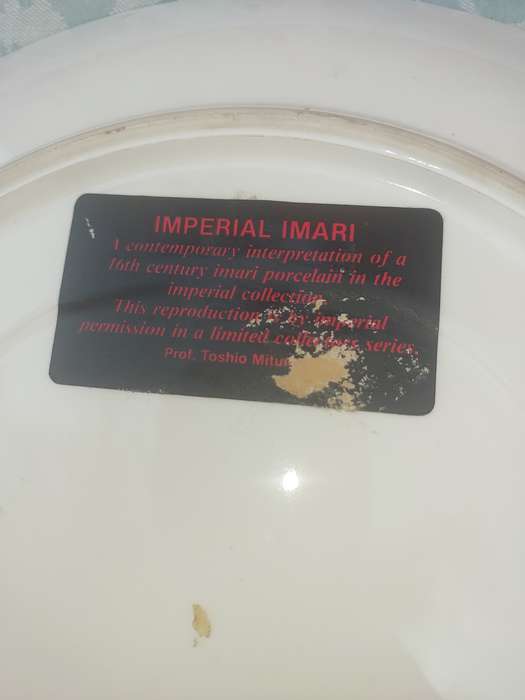 IMPERIAL IMARI
A contemporary interpretation of a
16th century imari porcelain in the
imperial collection
This reproduction is by imperial
permission in a limited collectors series.
Prof. Toshio